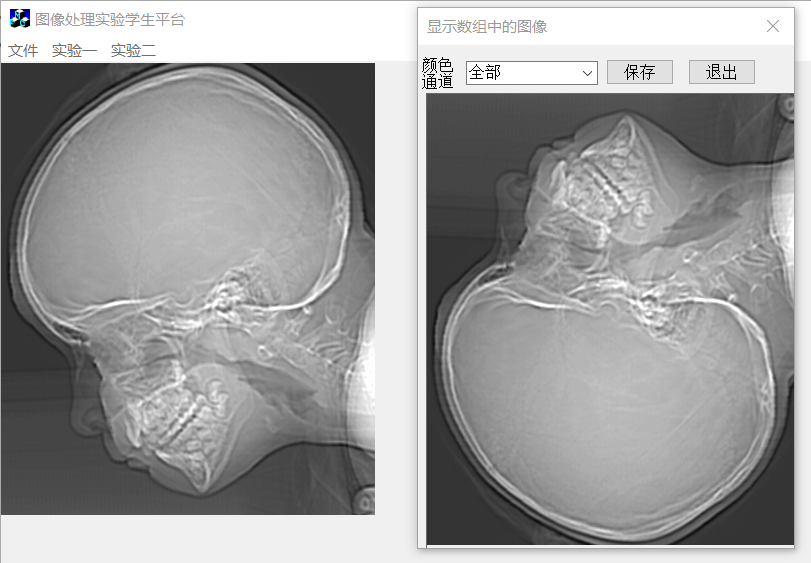 图像处理实验学生平台
文件 实验一 实验二
显示数组中的图像
颜色
通道
全部
保存
退出